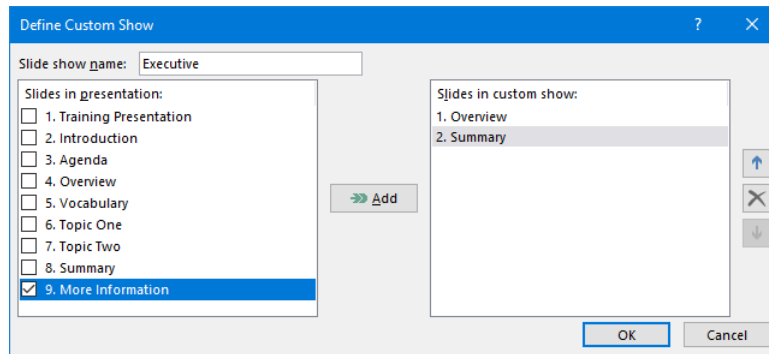 Define Custom Show
?
Slide show name: Executive
Slides in presentation:
1. Training Presentation
2. Introduction
3. Agenda
4. Overview
5. Vocabulary
6. Topic One
7. Topic Two
8. Summary
9. More Information
Add
Slides in custom show:
1. Overview
2. Summary
OK
Cancel